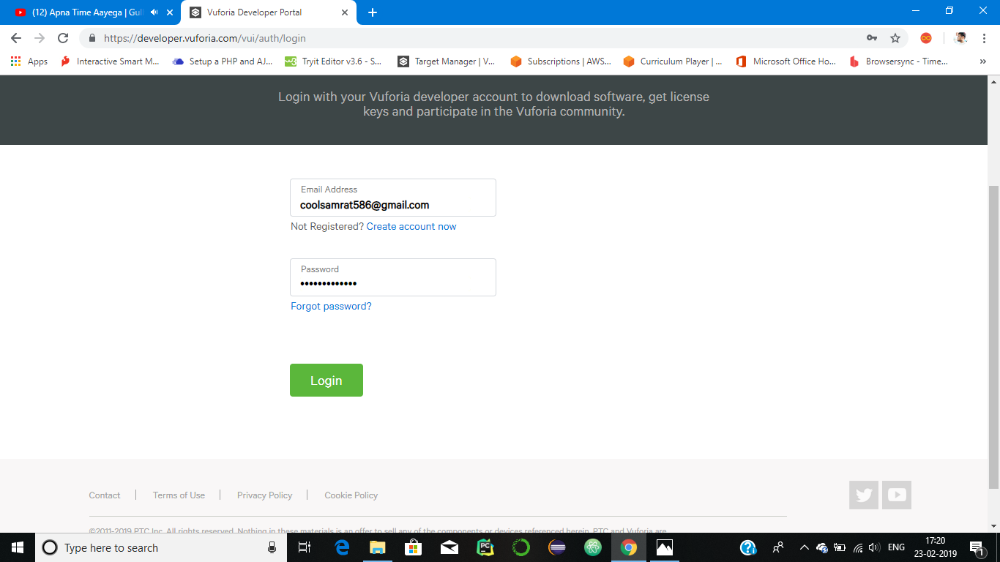 (12) Apna Time Aayega | Gul
Vuforia Developer Portal
https://developer.vuforia.com/vui/auth/login
Apps
Interactive Smart M...
Setup a PHP and AJ...
Tryit Editor v3.6 - S...
Target Manager | V...
Subscriptions | AWS...
Curriculum Player | ...
Microsoft Office Ho...
Browsersync - Time...
Login with your Vuforia developer account to download software, get license
keys and participate in the Vuforia community.
Email Address
coolsamrat586@gmail.com
Not Registered? Create account now
Password
•••••••••••••
Forgot password?
Login
Contact
Terms of Use
Privacy Policy
Cookie Policy
©2011-2019 PTC Inc. All rights reserved. Nothing in these materials is an offer to sell any of the components or devices referenced herein. PTC and Vuforia are
Type here to search
PC
ENG
17:20
23-02-2019
1